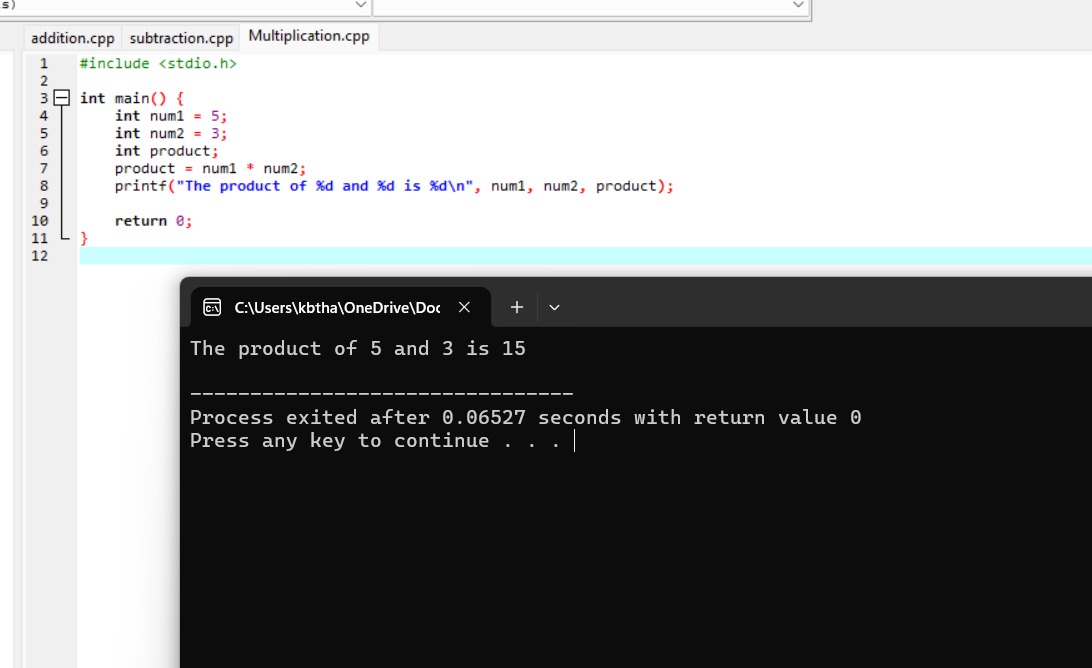 s)
addition.cpp subtraction.cpp Multiplication.cpp
1 #include <stdio.h>
2
3 int main() {
4     int num1 = 5;
5     int num2 = 3;
6     int product;
7     product = num1 * num2;
8     printf("The product of %d and %d is %d\n", num1, num2, product);
9
10     return 0;
11 }
12
C:\Users\kbtha\OneDrive\Doc
The product of 5 and 3 is 15
--------------------------------
Process exited after 0.06527 seconds with return value 0
Press any key to continue . . .